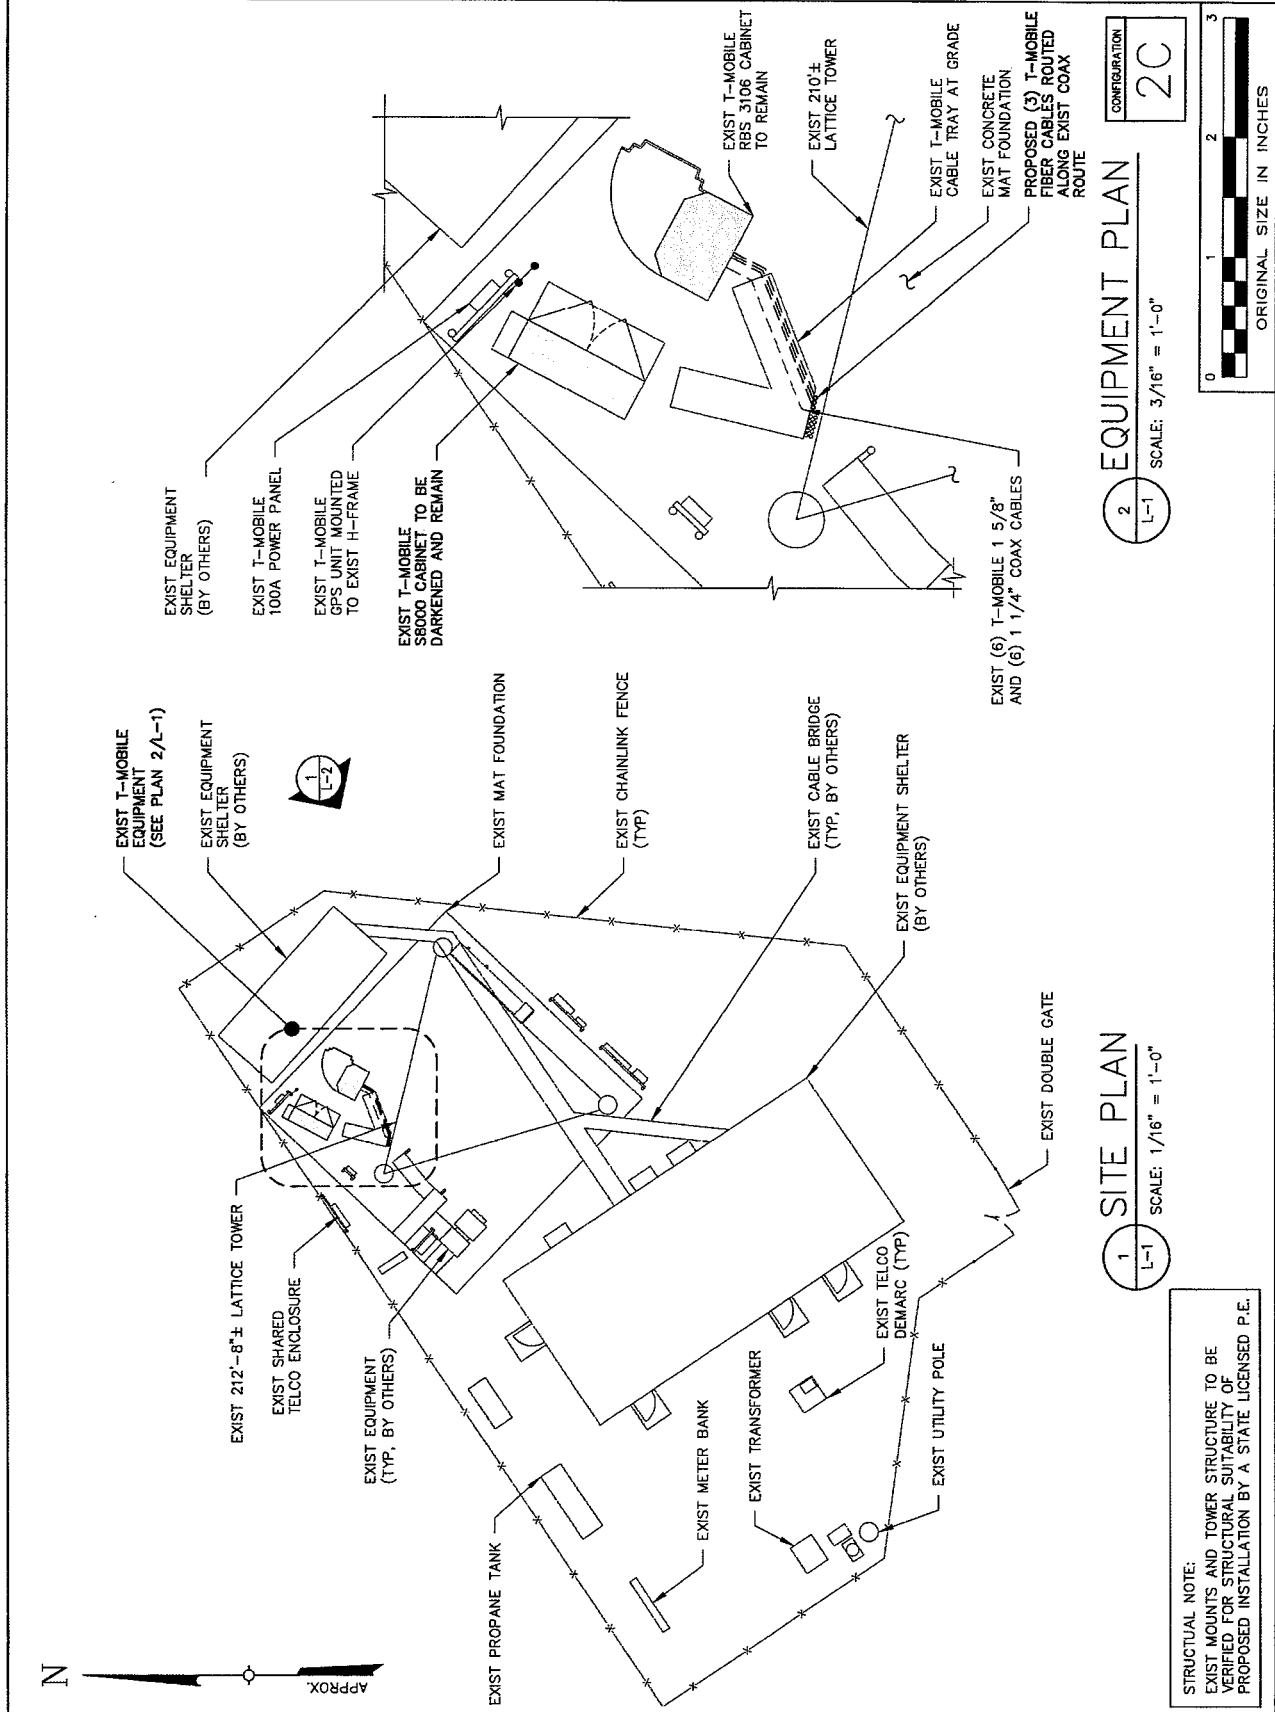 N
APPROX.
EXIST T-MOBILE
EQUIPMENT
(SEE PLAN 2/L-1)
EXIST EQUIPMENT
SHELTER
(BY OTHERS)
1
L-2
EXIST 212'-8"± LATTICE TOWER
EXIST SHARED
TELCO ENCLOSURE
EXIST EQUIPMENT
(TYP, BY OTHERS)
EXIST PROPANE TANK
EXIST MAT FOUNDATION
EXIST CHAINLINK FENCE
(TYP)
EXIST CABLE BRIDGE
(TYP, BY OTHERS)
EXIST EQUIPMENT SHELTER
(BY OTHERS)
EXIST METER BANK
EXIST TRANSFORMER
EXIST TELCO
DEMARC (TYP)
EXIST UTILITY POLE
EXIST DOUBLE GATE
1
L-1
SITE PLAN
SCALE: 1/16" = 1'-0"
STRUCTUAL NOTE:
EXIST MOUNTS AND TOWER STRUCTURE TO BE
VERIFIED FOR STRUCTURAL SUITABILITY OF
PROPOSED INSTALLATION BY A STATE LICENSED P.E.
EXIST EQUIPMENT
SHELTER
(BY OTHERS)
EXIST T-MOBILE
100A POWER PANEL
EXIST T-MOBILE
GPS UNIT MOUNTED
TO EXIST H-FRAME
EXIST T-MOBILE
S8000 CABINET TO BE
DARKENED AND REMAIN
EXIST T-MOBILE
RBS 3106 CABINET
TO REMAIN
EXIST 210'±
LATTICE TOWER
EXIST T-MOBILE
CABLE TRAY AT GRADE
EXIST CONCRETE
MAT FOUNDATION
PROPOSED (3) T-MOBILE
FIBER CABLES ROUTED
ALONG EXIST COAX
ROUTE
EXIST (6) T-MOBILE 1 5/8"
AND (6) 1 1/4" COAX CABLES
2
L-1
EQUIPMENT PLAN
SCALE: 3/16" = 1'-0"
CONFIGURATION
2C
0 1 2 3
ORIGINAL SIZE IN INCHES